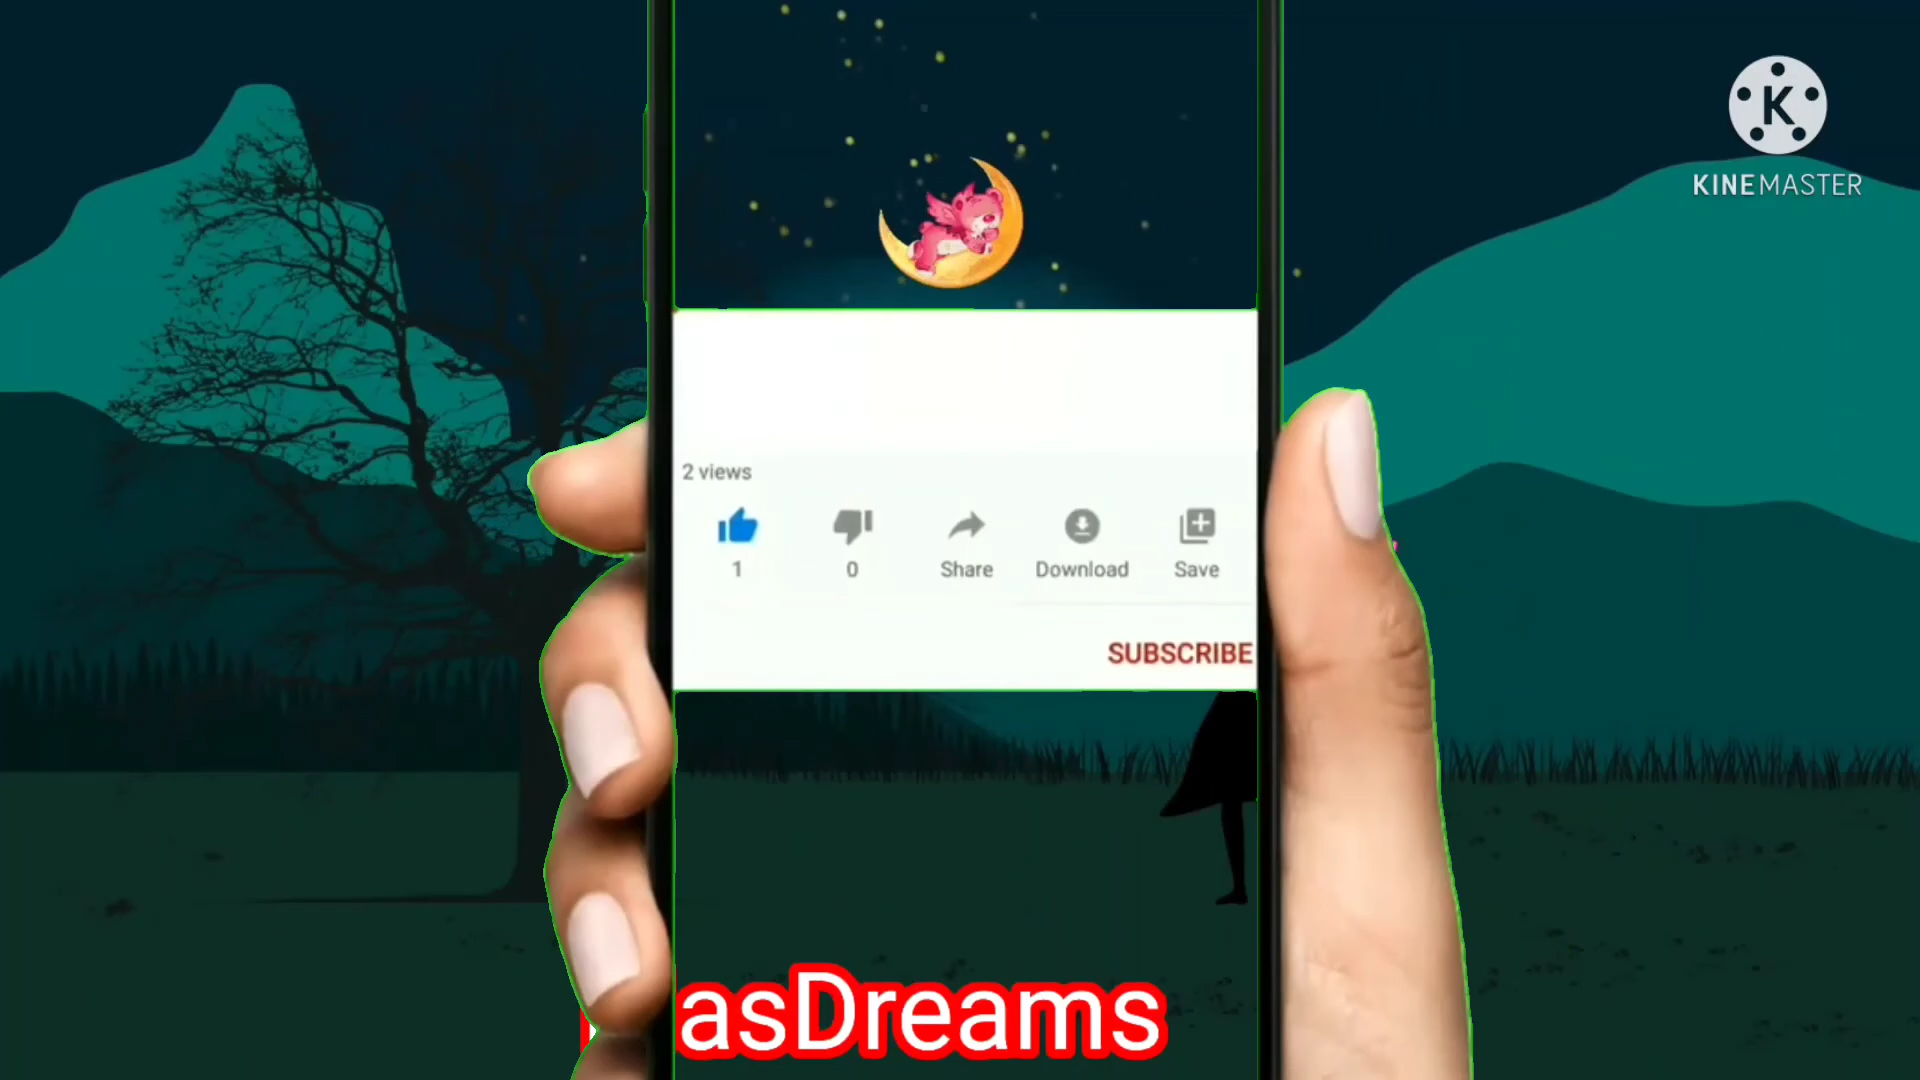 K
KINEMASTER
2 views
1 0 Share Download Save
SUBSCRIBE
asDreams